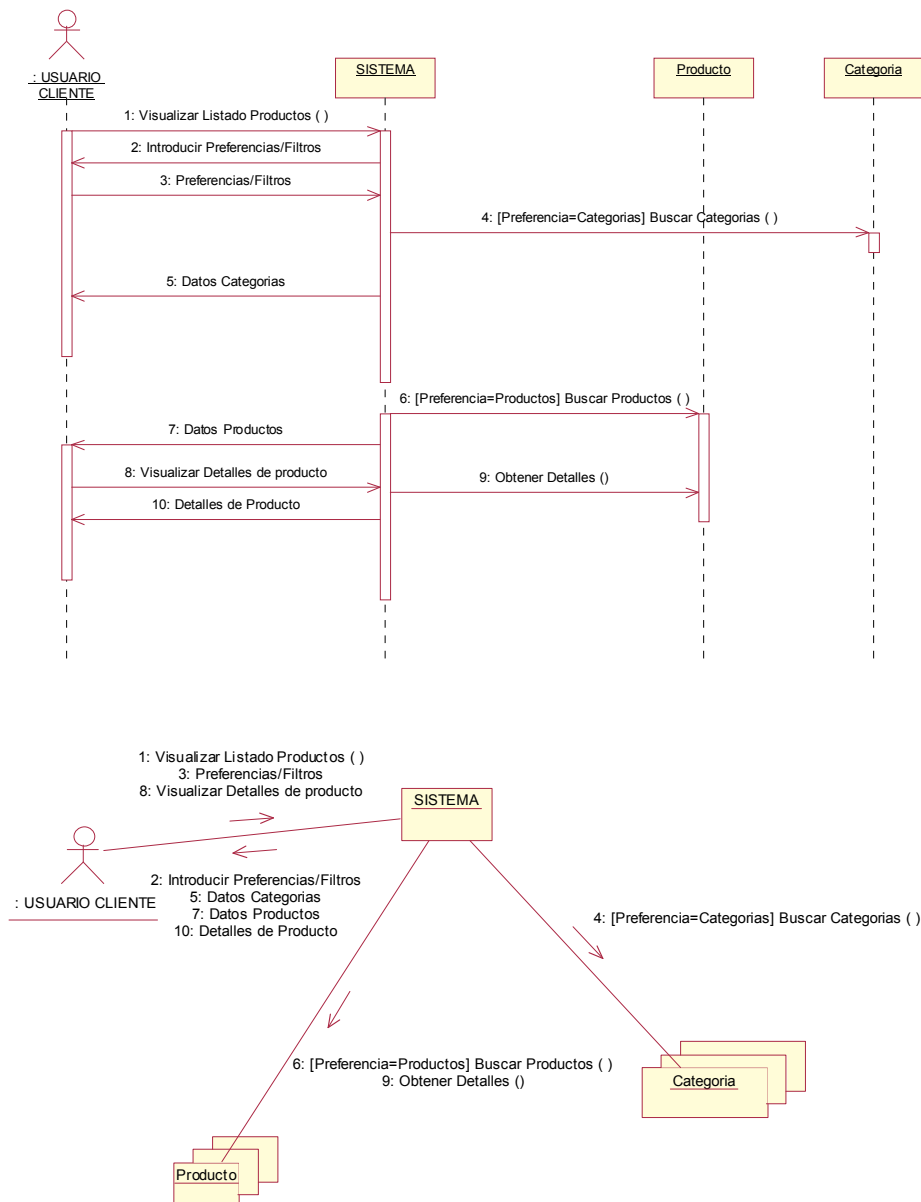 : USUARIO
CLIENTE
SISTEMA
Producto
Categoria
1: Visualizar Listado Productos ( )
2: Introducir Preferencias/Filtros
3: Preferencias/Filtros
4: [Preferencia=Categorias] Buscar Categorias ( )
5: Datos Categorias
6: [Preferencia=Productos] Buscar Productos ( )
7: Datos Productos
8: Visualizar Detalles de producto
9: Obtener Detalles ()
10: Detalles de Producto
1: Visualizar Listado Productos ( )
3: Preferencias/Filtros
8: Visualizar Detalles de producto
SISTEMA
: USUARIO CLIENTE
2: Introducir Preferencias/Filtros
5: Datos Categorias
7: Datos Productos
10: Detalles de Producto
4: [Preferencia=Categorias] Buscar Categorias ( )
6: [Preferencia=Productos] Buscar Productos ( )
9: Obtener Detalles ()
Categoria
Producto